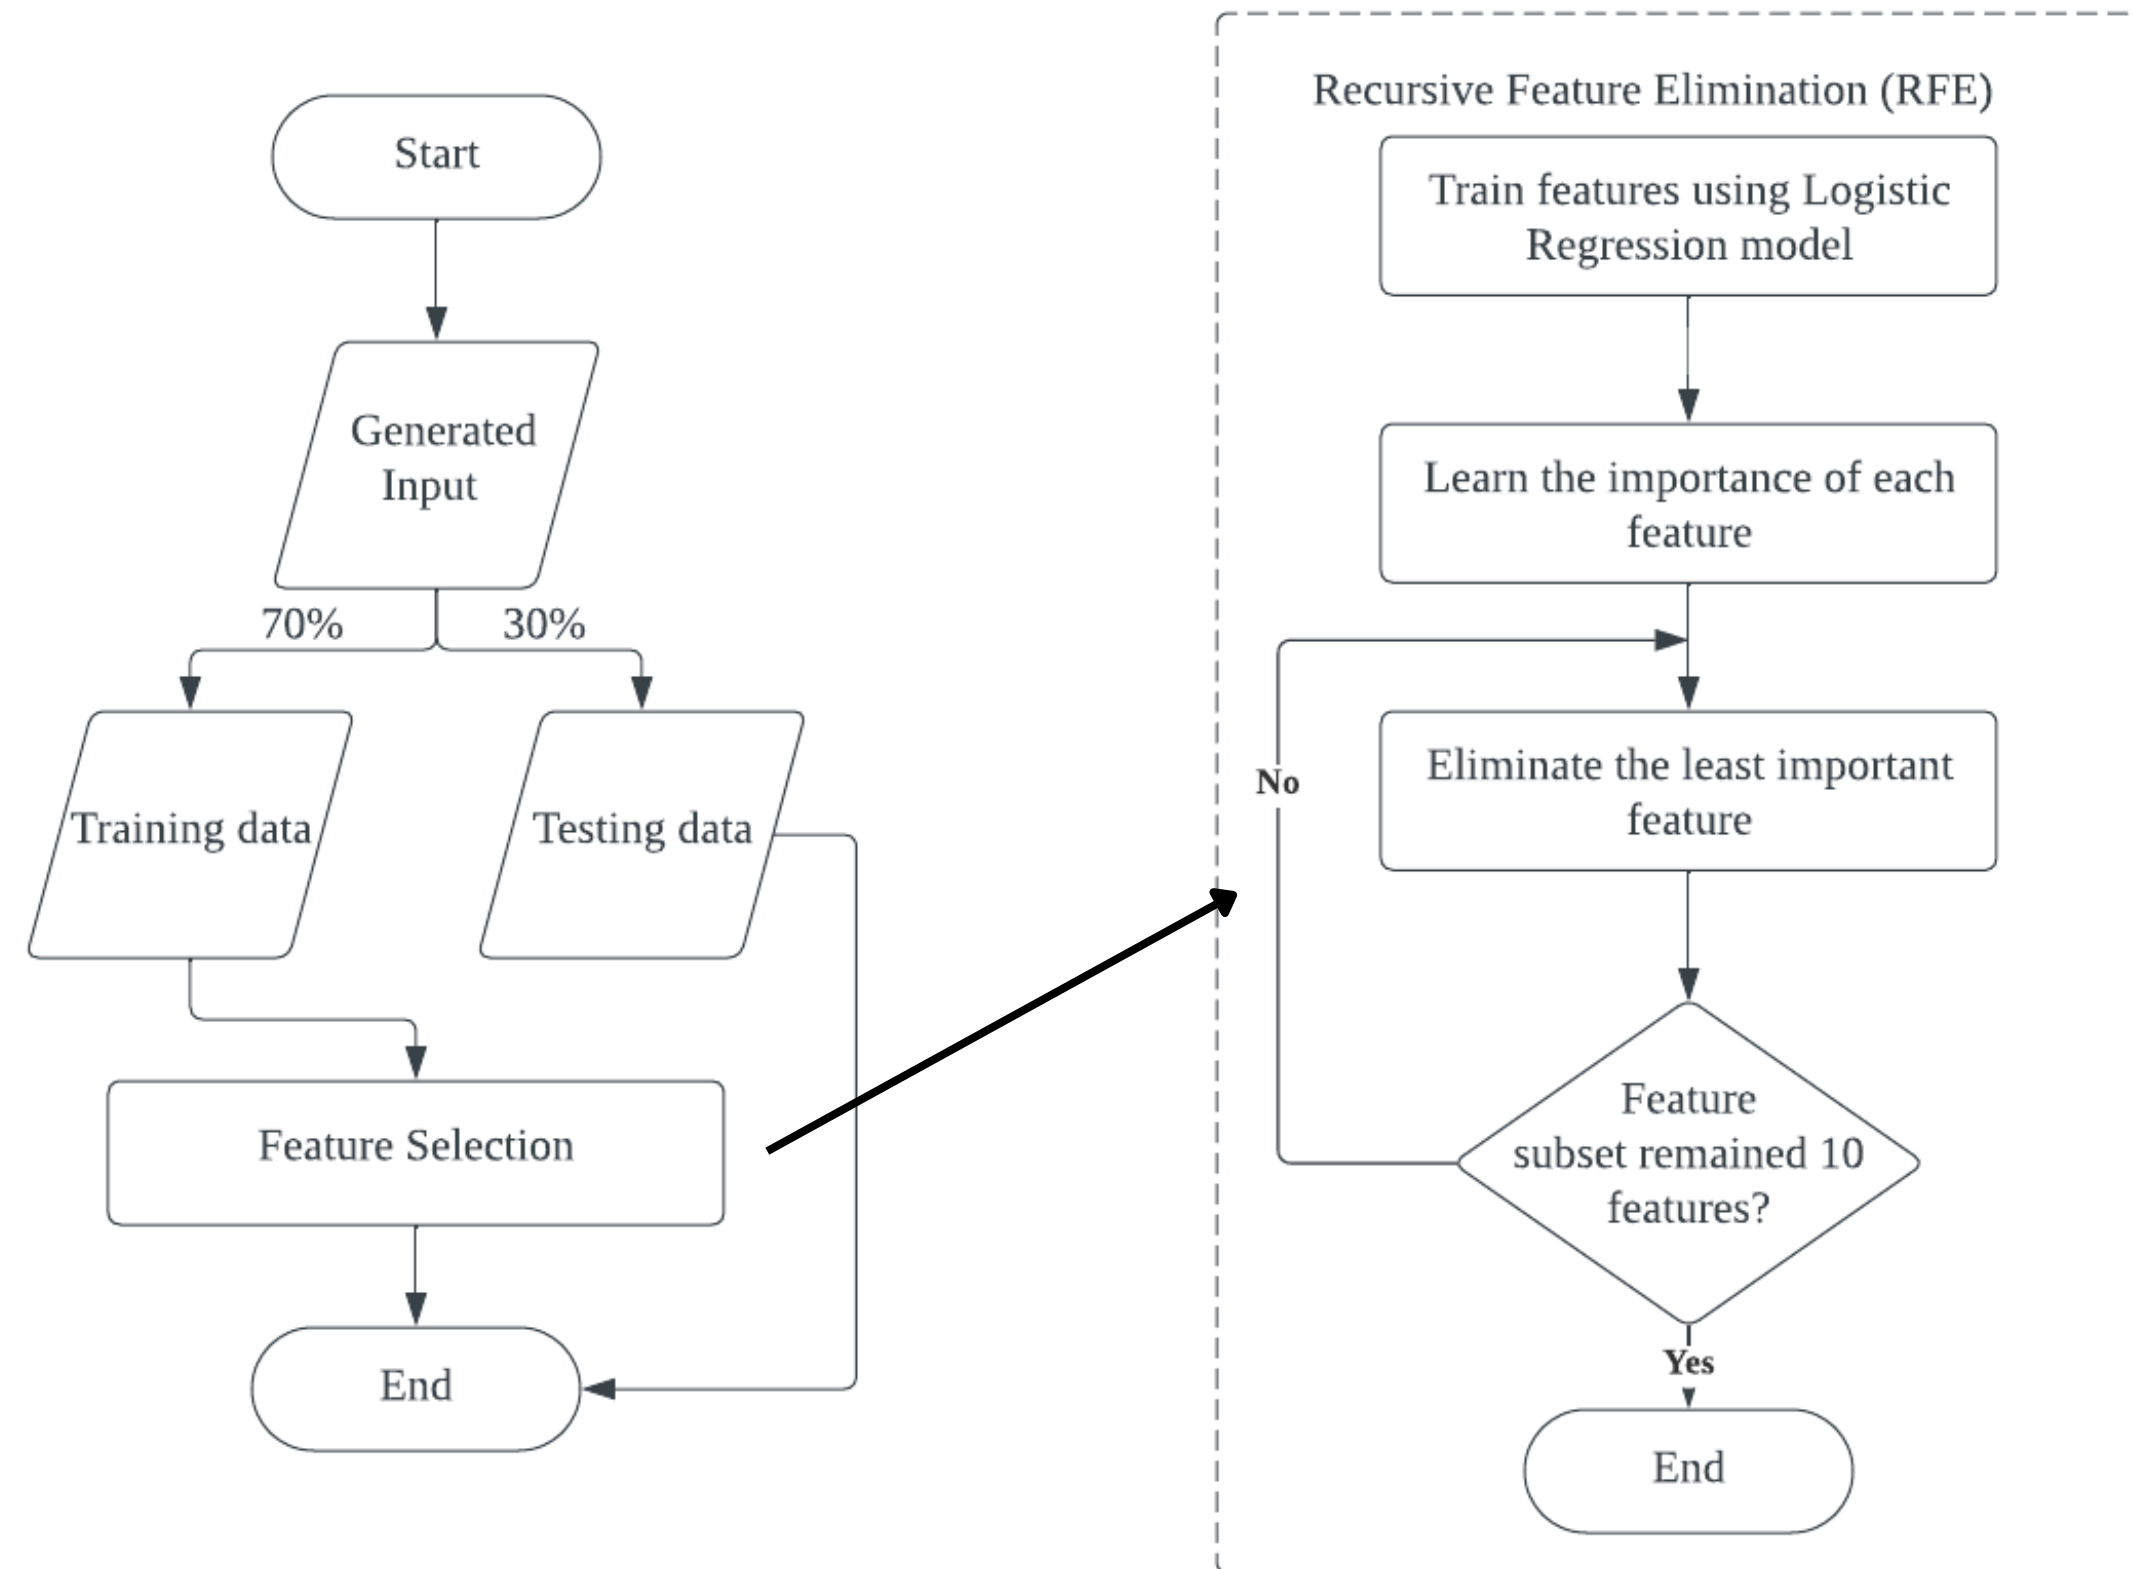 Start
Generated
Input
70%
30%
Training data
Testing data
Feature Selection
End
Recursive Feature Elimination (RFE)
Train features using Logistic
Regression model
Learn the importance of each
feature
Eliminate the least important
feature
No
Feature
subset remained 10
features?
Yes
End